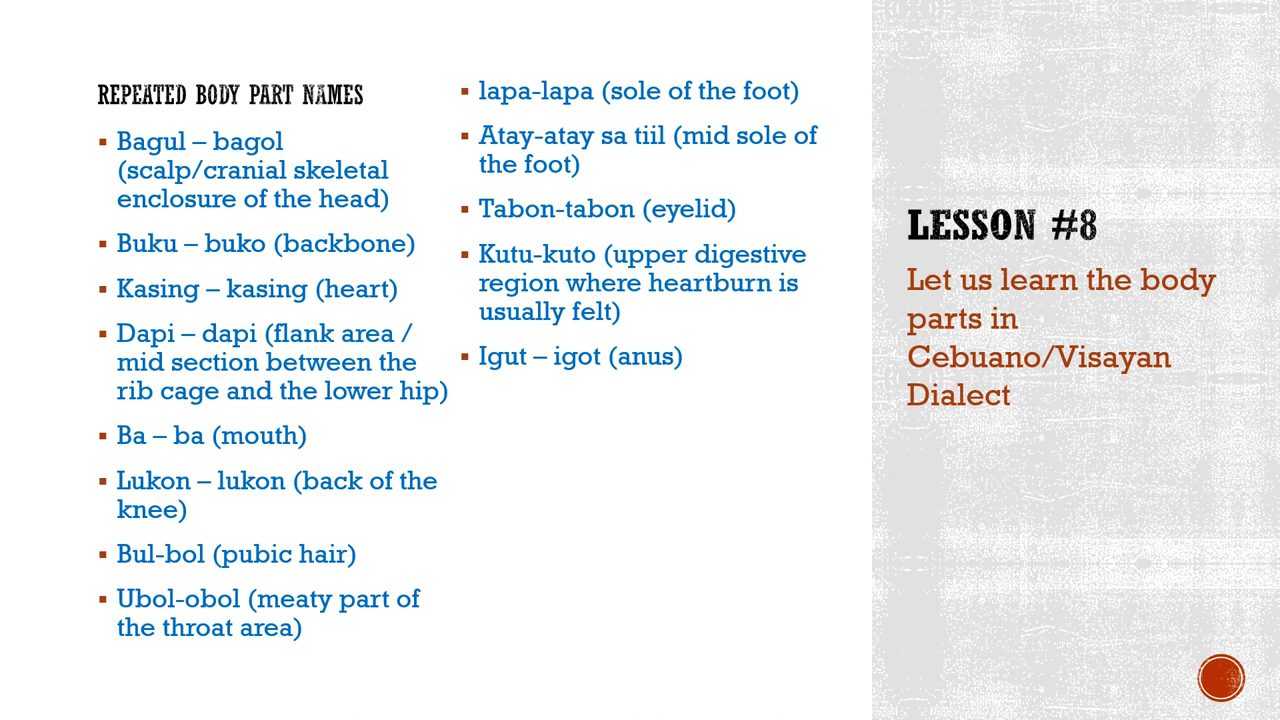 REPEATED BODY PART NAMES
▪ Bagul – bagol
(scalp/cranial skeletal
enclosure of the head)
▪ Buku – buko (backbone)
▪ Kasing – kasing (heart)
▪ Dapi – dapi (flank area /
mid section between the
rib cage and the lower hip)
▪ Ba – ba (mouth)
▪ Lukon – lukon (back of the
knee)
▪ Bul-bol (pubic hair)
▪ Ubol-obol (meaty part of
the throat area)
▪ lapa-lapa (sole of the foot)
▪ Atay-atay sa tiil (mid sole of
the foot)
▪ Tabon-tabon (eyelid)
▪ Kutu-kuto (upper digestive
region where heartburn is
usually felt)
▪ Igut – igot (anus)
LESSON #8
Let us learn the body
parts in
Cebuano/Visayan
Dialect